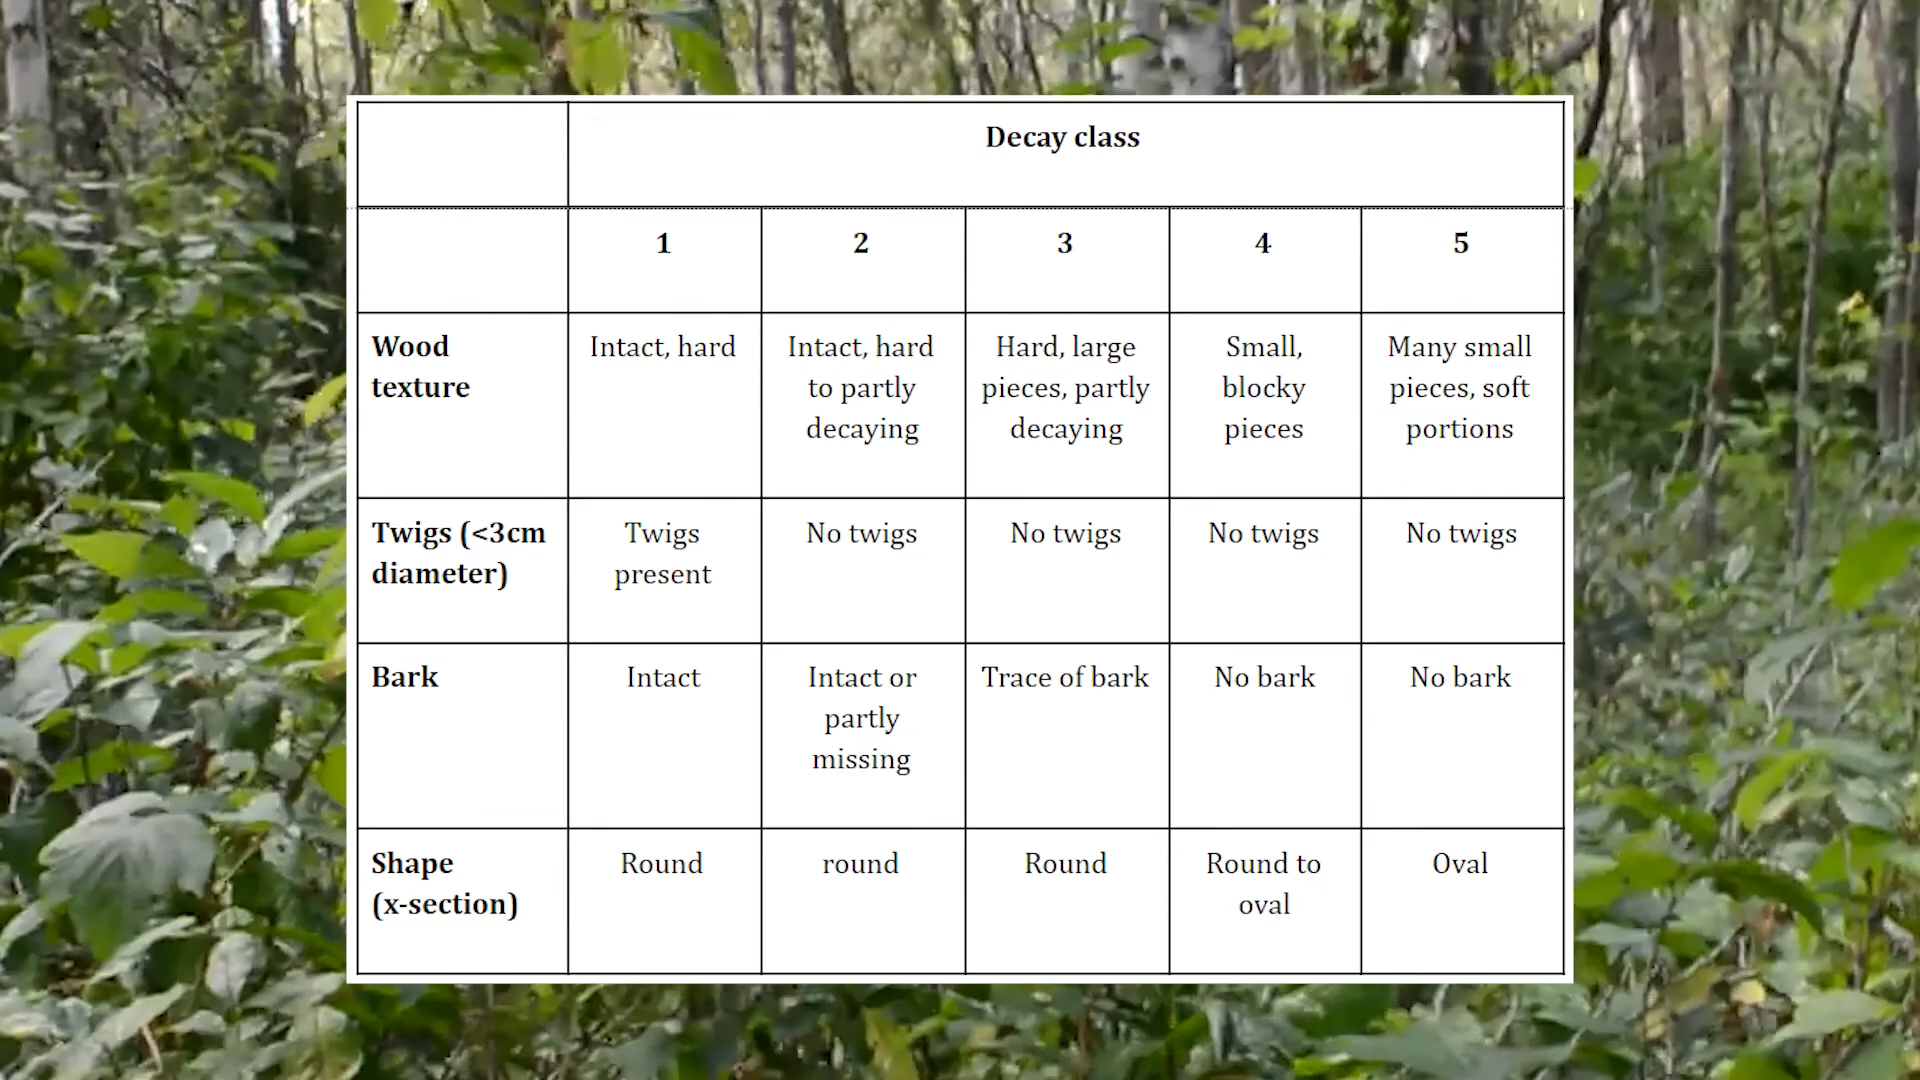 Decay class
1 2 3 4 5
Wood texture Intact, hard Intact, hard to partly decaying Hard, large pieces, partly decaying Small, blocky pieces Many small pieces, soft portions
Twigs (<3cm diameter) Twigs present No twigs No twigs No twigs No twigs
Bark Intact Intact or partly missing Trace of bark No bark No bark
Shape (x-section) Round round Round Round to oval Oval